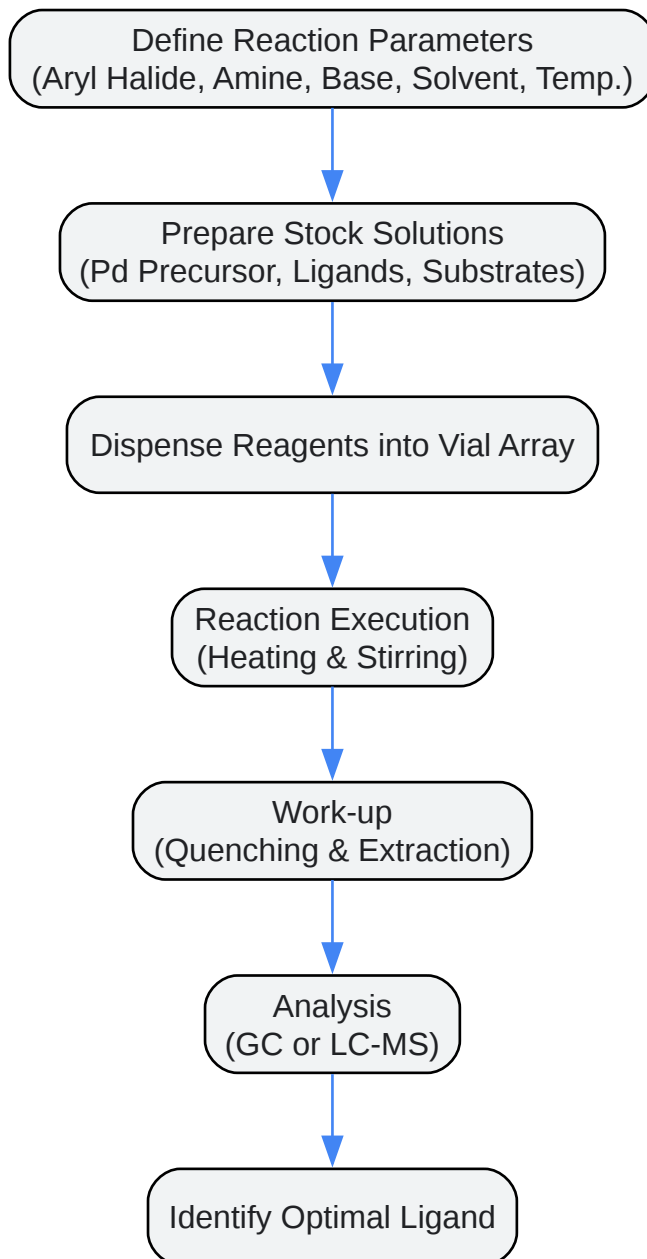 Define Reaction Parameters
(Aryl Halide, Amine, Base, Solvent, Temp.)
Prepare Stock Solutions
(Pd Precursor, Ligands, Substrates)
Dispense Reagents into Vial Array
Reaction Execution
(Heating & Stirring)
Work-up
(Quenching & Extraction)
Analysis
(GC or LC-MS)
Identify Optimal Ligand